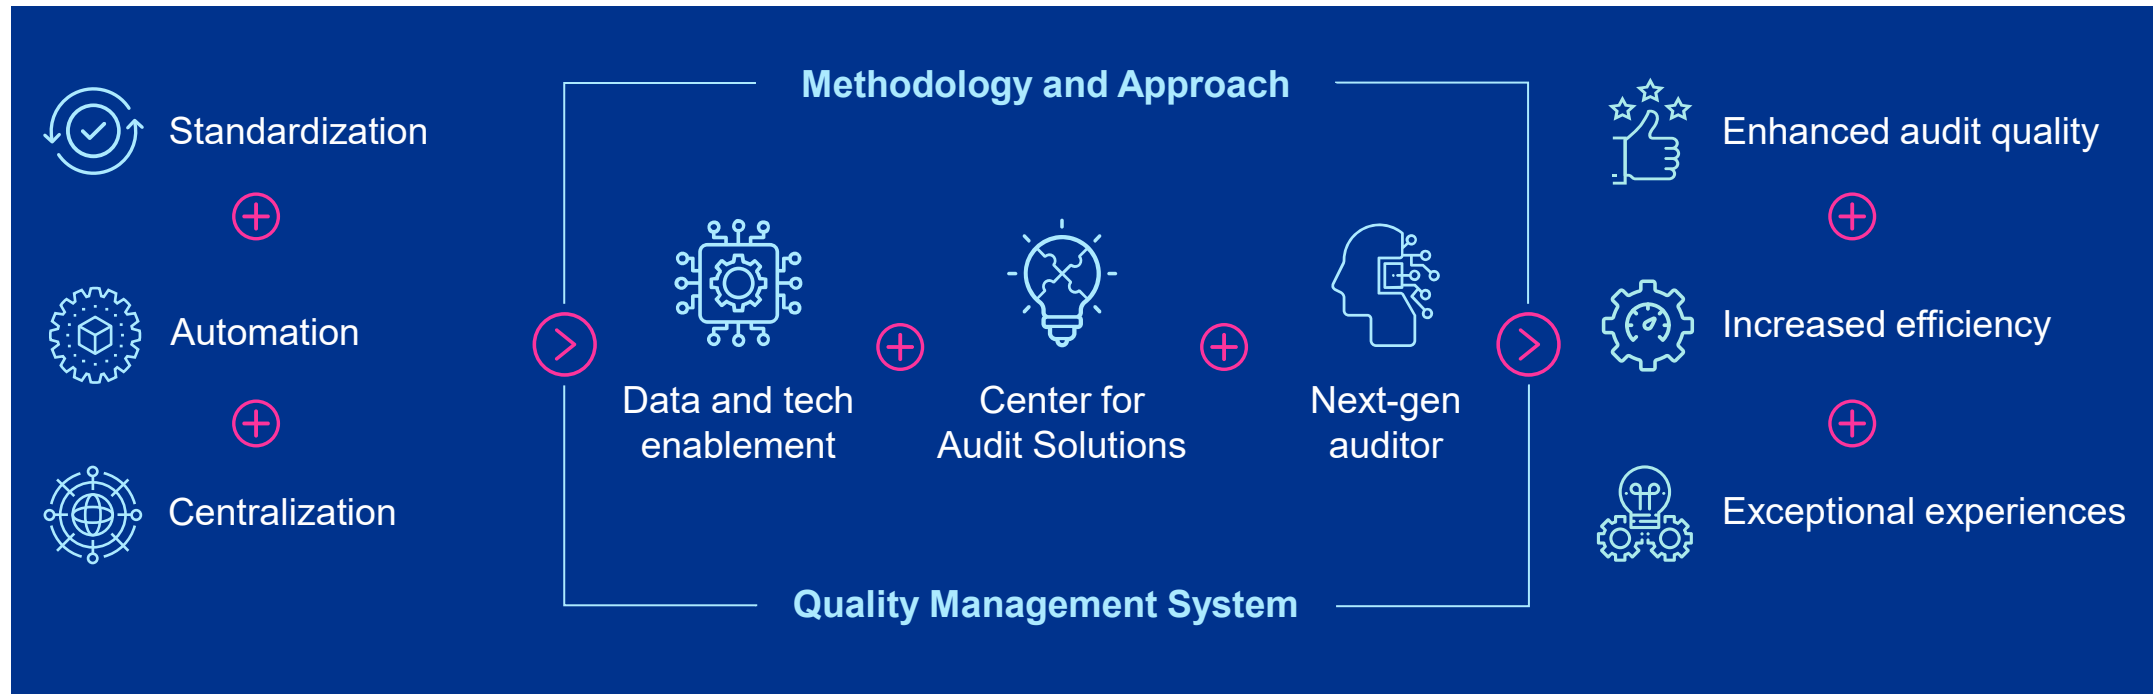 Standardization
Automation
Centralization
Methodology and Approach
Data and tech
enablement
Center for
Audit Solutions
Next-gen
auditor
Quality Management System
Enhanced audit quality
Increased efficiency
Exceptional experiences